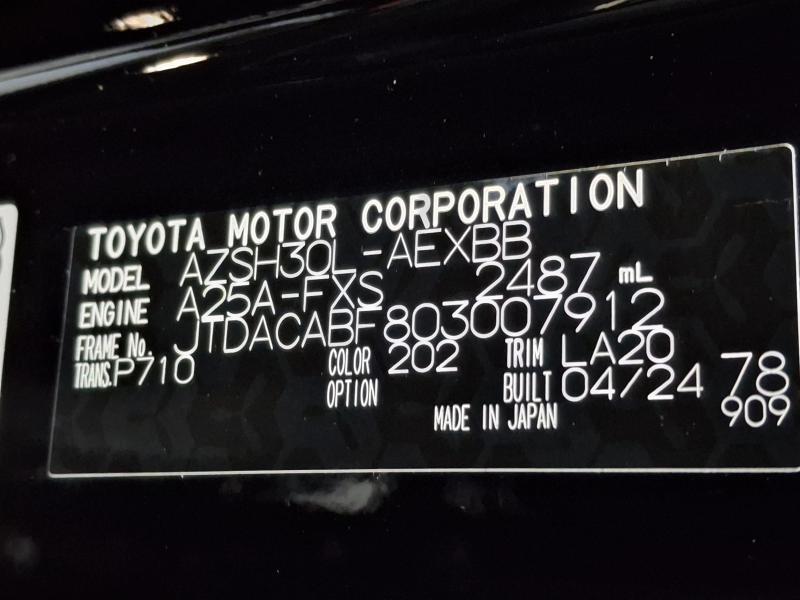 TOYOTA MOTOR CORPORATION
MODEL AZSH30L-AEXBB
ENGINE A25A-FXS 2487 mL
FRAME No. JTDACABF803007912
TRANS. P710 COLOR 202 TRIM LA20
OPTION BUILT 04/24 78
MADE IN JAPAN 909